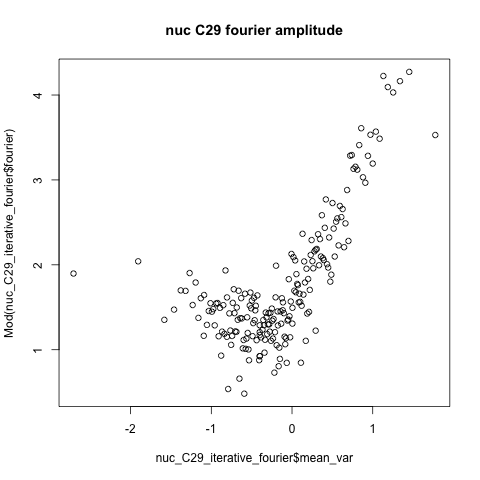 nuc C29 fourier amplitude
Mod(nuc_C29_iterative_fourier$fourier)
4
3
2
1
-2 -1 0 1
nuc_C29_iterative_fourier$mean_var